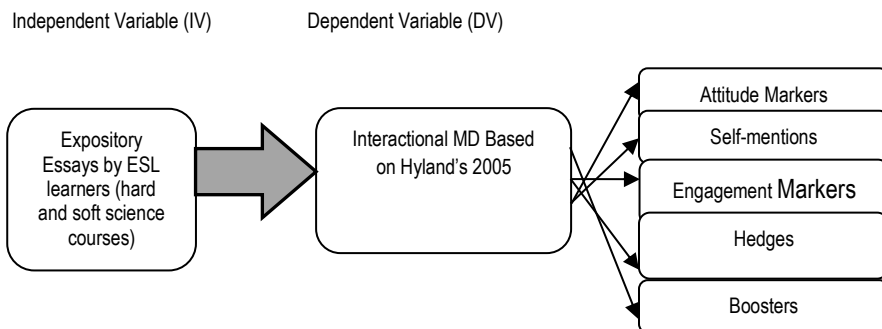 Independent Variable (IV)
Dependent Variable (DV)
Expository
Essays by ESL
learners (hard
and soft science
courses)
Interactional MD Based
on Hyland’s 2005
Attitude Markers
Self-mentions
Engagement Markers
Hedges
Boosters